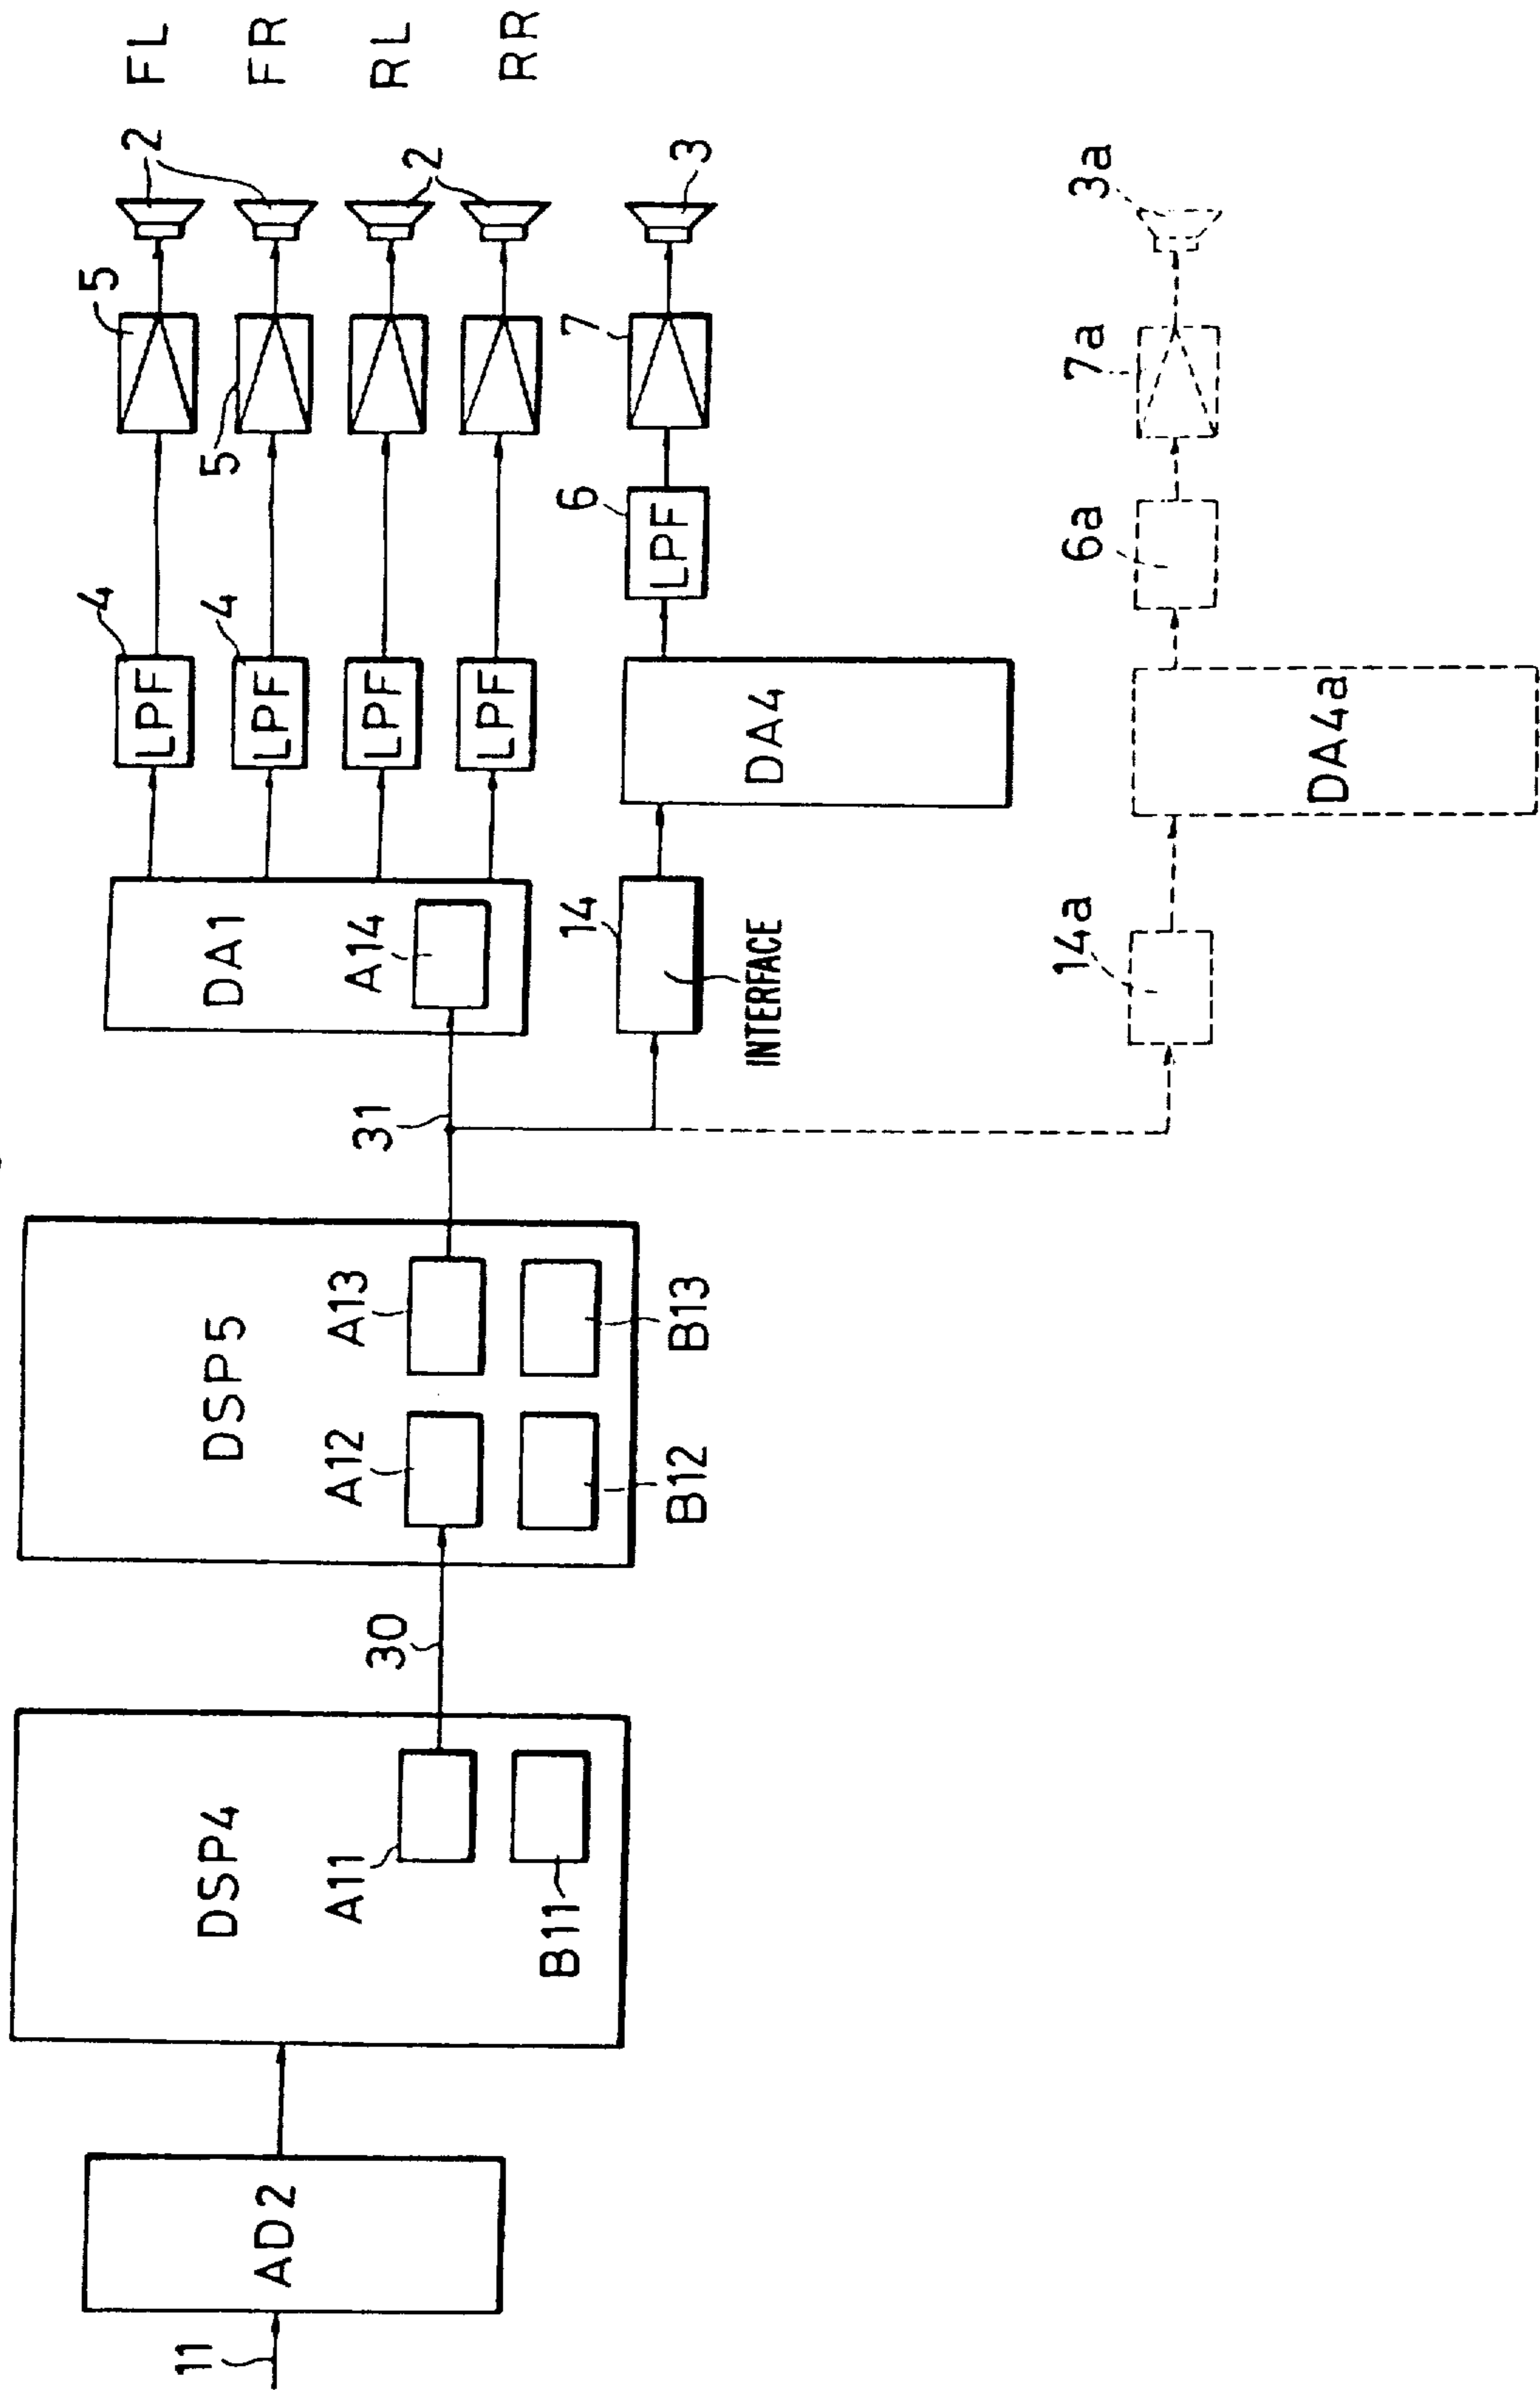 11
AD2
DSP4
A11
B11
30
DSP5
A12
A13
B12
B13
31
DA1
A14
LPF
4
LPF
4
LPF
LPF
5
5
2
2
FL
FR
RL
RR
14
INTERFACE
DA4
LPF
6
7
3
14a
DA4a
6a
7a
3a